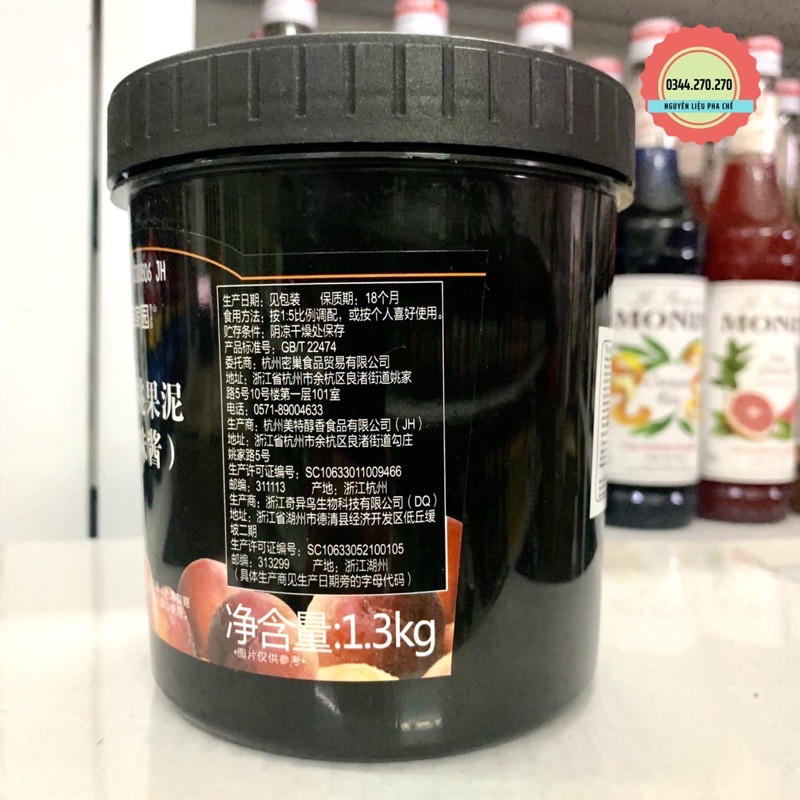 0344.270.270
NGUYÊN LIỆU PHA CHẾ
JH
果泥
酱）
生产日期：见包装 保质期：18个月
食用方法：按1:5比例调配，或按个人喜好使用。
贮存条件：阴凉干燥处保存
产品标准号：GB/T 22474
委托商：杭州密巢食品贸易有限公司
地址：浙江省杭州市余杭区良渚街道姚家
路5号10号楼第一层101室
电话：0571-89004633
生产商：杭州美特醇香食品有限公司（JH）
地址：浙江省杭州市余杭区良渚街道勾庄
姚家路5号
生产许可证编号：SC10633011009466
邮编：311113 产地：浙江杭州
生产商：浙江奇异鸟生物科技有限公司（DQ）
地址：浙江省湖州市德清县经济开发区低丘缓
坡二期
生产许可证编号：SC10633052100105
邮编：313299 产地：浙江湖州
（具体生产商见生产日期旁的字母代码）
净含量:1.3kg
*图片仅供参考*
MONIN
MONIN